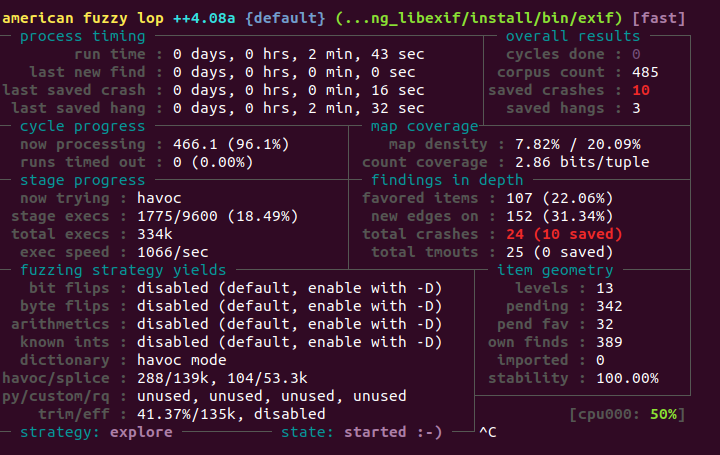 american fuzzy lop ++4.08a {default} (...ng_libexif/install/bin/exif) [fast]
process timing overall results
run time : 0 days, 0 hrs, 2 min, 43 sec cycles done : 0
last new find : 0 days, 0 hrs, 0 min, 0 sec corpus count : 485
last saved crash : 0 days, 0 hrs, 0 min, 16 sec saved crashes : 10
last saved hang : 0 days, 0 hrs, 2 min, 32 sec saved hangs : 3
cycle progress map coverage
now processing : 466.1 (96.1%) map density : 7.82% / 20.09%
runs timed out : 0 (0.00%) count coverage : 2.86 bits/tuple
stage progress findings in depth
now trying : havoc favored items : 107 (22.06%)
stage execs : 1775/9600 (18.49%) new edges on : 152 (31.34%)
total execs : 334k total crashes : 24 (10 saved)
exec speed : 1066/sec total tmouts : 25 (0 saved)
fuzzing strategy yields item geometry
bit flips : disabled (default, enable with -D) levels : 13
byte flips : disabled (default, enable with -D) pending : 342
arithmetics : disabled (default, enable with -D) pend fav : 32
known ints : disabled (default, enable with -D) own finds : 389
dictionary : havoc mode imported : 0
havoc/splice : 288/139k, 104/53.3k stability : 100.00%
py/custom/rq : unused, unused, unused, unused
trim/eff : 41.37%/135k, disabled [cpu000: 50%]
strategy: explore state: started :-) ^C